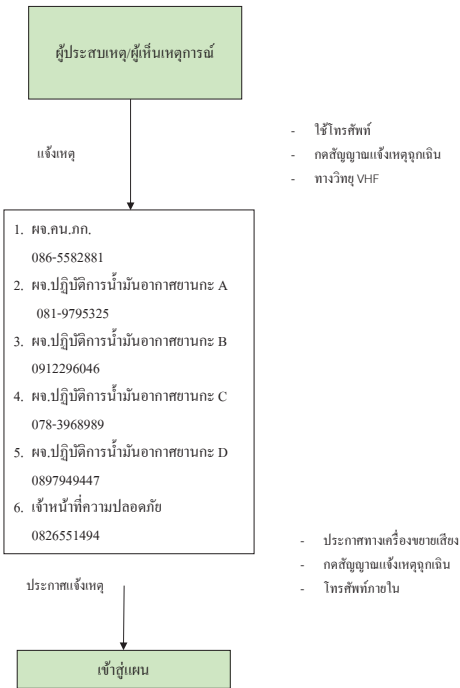 ผู้ประสบเหตุ/ผู้เห็นเหตุการณ์
แจ้งเหตุ
- ใช้โทรศัพท์
- กดสัญญาณแจ้งเหตุฉุกเฉิน
- ทางวิทยุ VHF
1. ผจ.คน.ภก.
086-5582881
2. ผจ.ปฏิบัติการน้ำมันอากาศยานกะ A
081-9795325
3. ผจ.ปฏิบัติการน้ำมันอากาศยานกะ B
0912296046
4. ผจ.ปฏิบัติการน้ำมันอากาศยานกะ C
078-3968989
5. ผจ.ปฏิบัติการน้ำมันอากาศยานกะ D
0897949447
6. เจ้าหน้าที่ความปลอดภัย
0826551494
ประกาศแจ้งเหตุ
- ประกาศทางเครื่องขยายเสียง
- กดสัญญาณแจ้งเหตุฉุกเฉิน
- โทรศัพท์ภายใน
เข้าสู่แผน